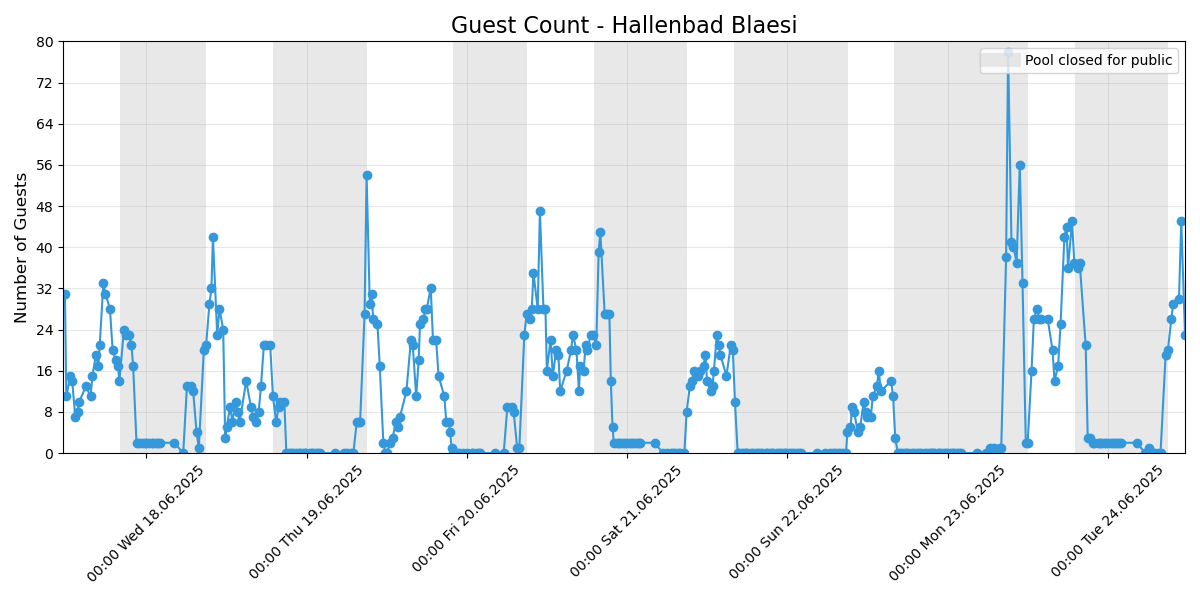 Guest Count - Hallenbad Blaesi
Pool closed for public
Number of Guests
80
72
64
56
48
40
32
24
16
8
0
00:00 Wed 18.06.2025
00:00 Thu 19.06.2025
00:00 Fri 20.06.2025
00:00 Sat 21.06.2025
00:00 Sun 22.06.2025
00:00 Mon 23.06.2025
00:00 Tue 24.06.2025